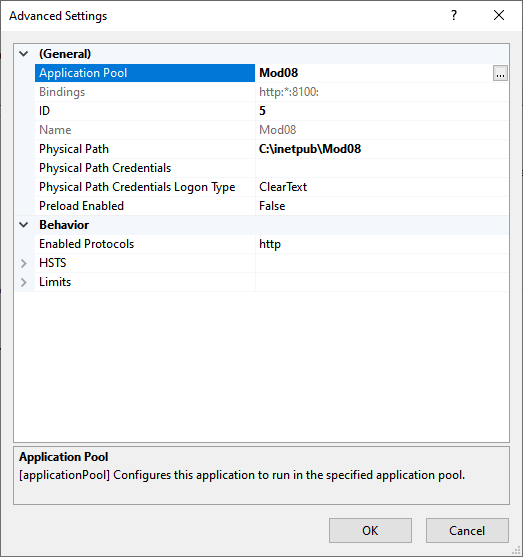 Advanced Settings
(General)
Application Pool Mod08 ...
Bindings http:*:8100:
ID 5
Name Mod08
Physical Path C:\inetpub\Mod08
Physical Path Credentials
Physical Path Credentials Logon Type ClearText
Preload Enabled False
Behavior
Enabled Protocols http
HSTS
Limits
Application Pool
[applicationPool] Configures this application to run in the specified application pool.
OK Cancel